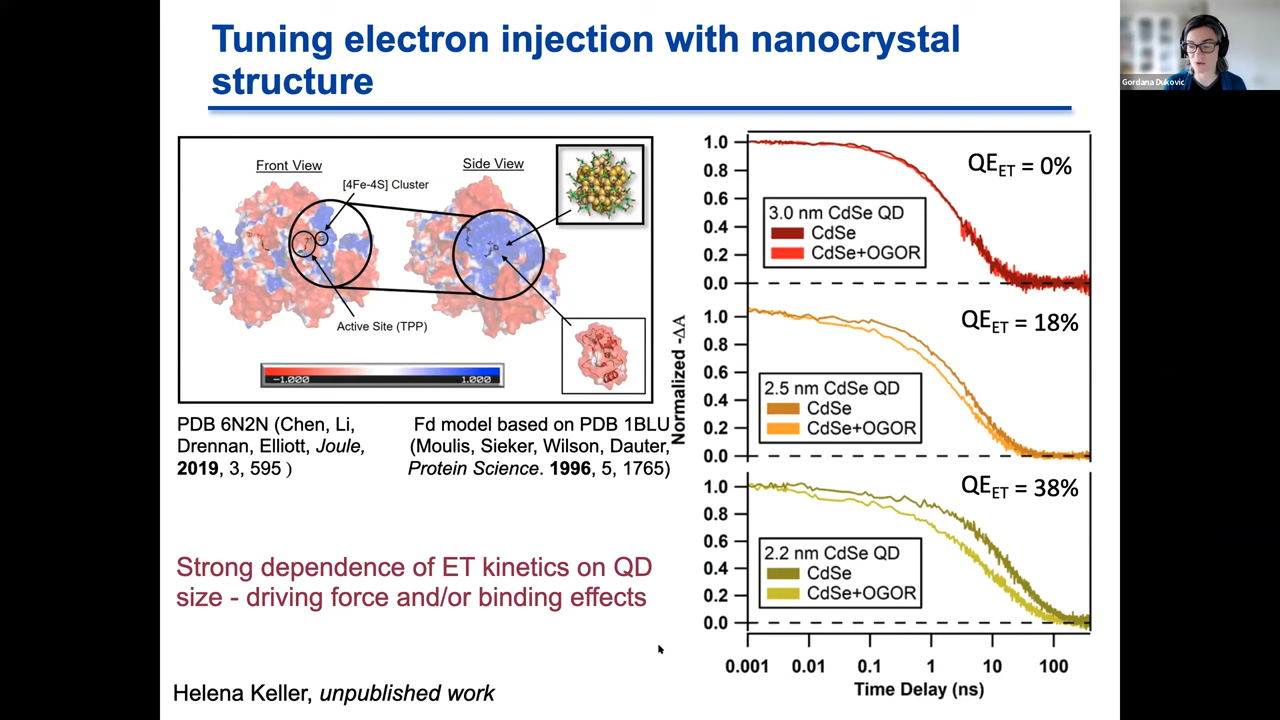 Tuning electron injection with nanocrystal
structure
Gordana Dukovic
Front View
Side View
[4Fe-4S] Cluster
Active Site (TPP)
−1.000 1.000
PDB 6N2N (Chen, Li,
Drennan, Elliott, Joule,
2019, 3, 595 )
Fd model based on PDB 1BLU
(Moulis, Sieker, Wilson, Dauter,
Protein Science. 1996, 5, 1765)
Strong dependence of ET kinetics on QD
size - driving force and/or binding effects
Helena Keller, unpublished work
Normalized -ΔA
1.0
0.8
0.6
0.4
0.2
0.0
QE_ET = 0%
3.0 nm CdSe QD
CdSe
CdSe+OGOR
1.0
0.8
0.6
0.4
0.2
0.0
QE_ET = 18%
2.5 nm CdSe QD
CdSe
CdSe+OGOR
1.0
0.8
0.6
0.4
0.2
0.0
QE_ET = 38%
2.2 nm CdSe QD
CdSe
CdSe+OGOR
0.001 0.01 0.1 1 10 100
Time Delay (ns)